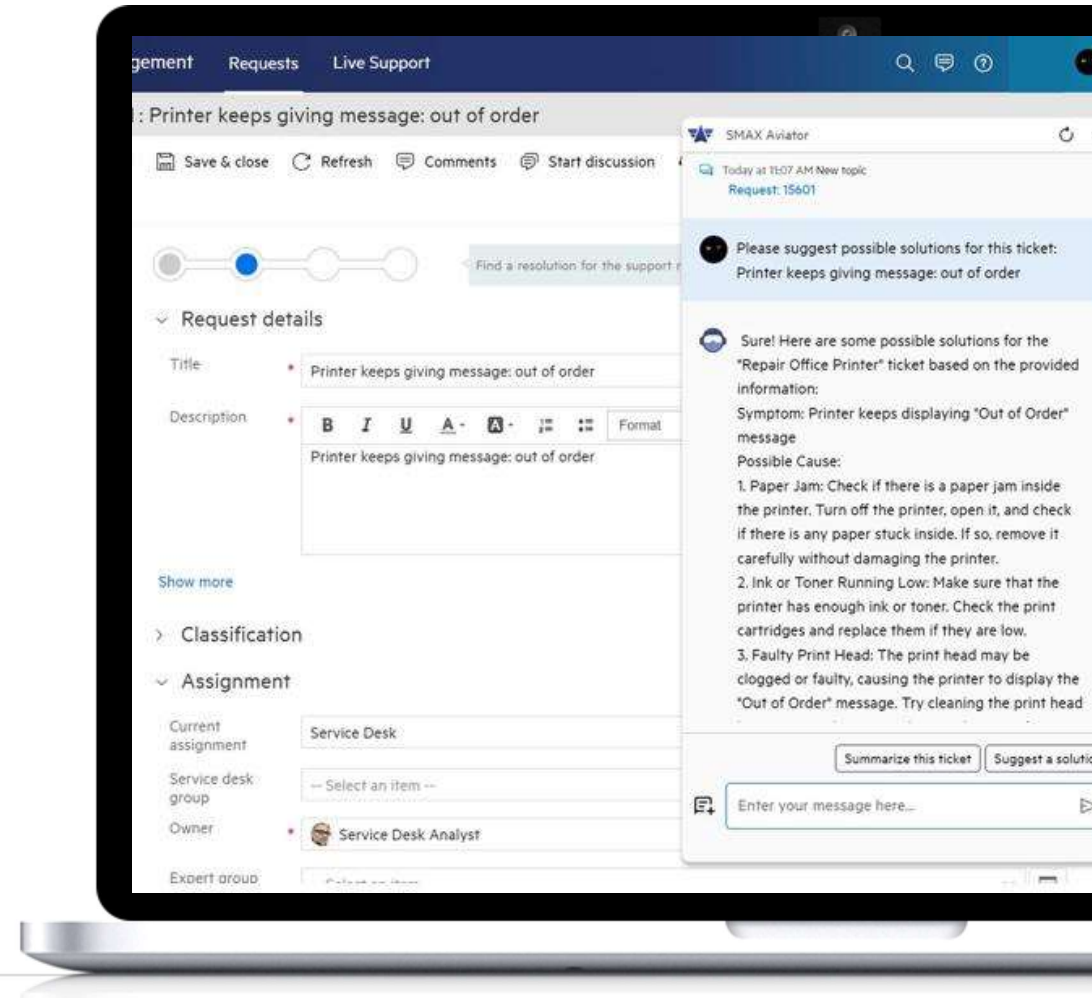 gement Requests Live Support
: Printer keeps giving message: out of order
Save & close Refresh Comments Start discussion
Find a resolution for the support
Request details
Title * Printer keeps giving message: out of order
Description * B I U A A Format
Printer keeps giving message: out of order
Show more
Classification
Assignment
Current
assignment
Service Desk
Service desk
group
-- Select an item --
Owner * Service Desk Analyst
Expert group
SMAX Aviator
Today at 11:07 AM New topic
Request: 15601
Please suggest possible solutions for this ticket:
Printer keeps giving message: out of order
Sure! Here are some possible solutions for the
"Repair Office Printer" ticket based on the provided
information:
Symptom: Printer keeps displaying "Out of Order"
message
Possible Cause:
1. Paper Jam: Check if there is a paper jam inside
the printer. Turn off the printer, open it, and check
if there is any paper stuck inside. If so, remove it
carefully without damaging the printer.
2. Ink or Toner Running Low: Make sure that the
printer has enough ink or toner. Check the print
cartridges and replace them if they are low.
3. Faulty Print Head: The print head may be
clogged or faulty, causing the printer to display the
"Out of Order" message. Try cleaning the print head
Summarize this ticket Suggest a solutio
Enter your message here...